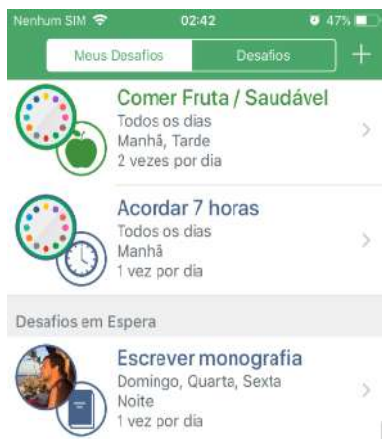 Nenhum SIM 02:42 47%
Meus Desafios Desafios +
Comer Fruta / Saudável
Todos os dias
Manhã, Tarde
2 vezes por dia
Acordar 7 horas
Todos os dias
Manhã
1 vez por dia
Desafios em Espera
Escrever monografia
Domingo, Quarta, Sexta
Noite
1 vez por dia